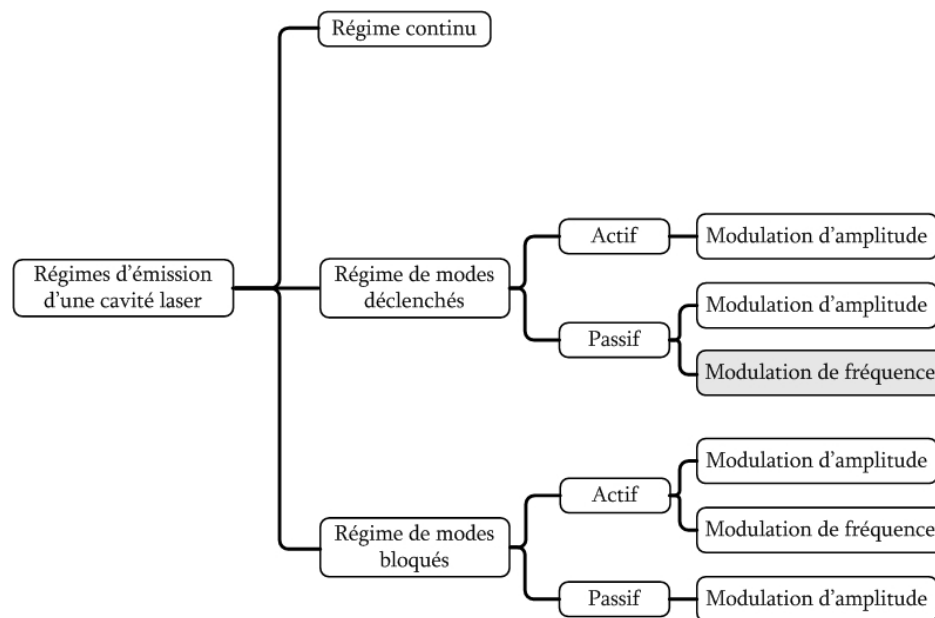 Régime continu
Régimes d'émission
d'une cavité laser
Régime de modes
déclenchés
Actif
Modulation d'amplitude
Passif
Modulation d'amplitude
Modulation de fréquence
Régime de modes
bloqués
Actif
Modulation d'amplitude
Modulation de fréquence
Passif
Modulation d'amplitude